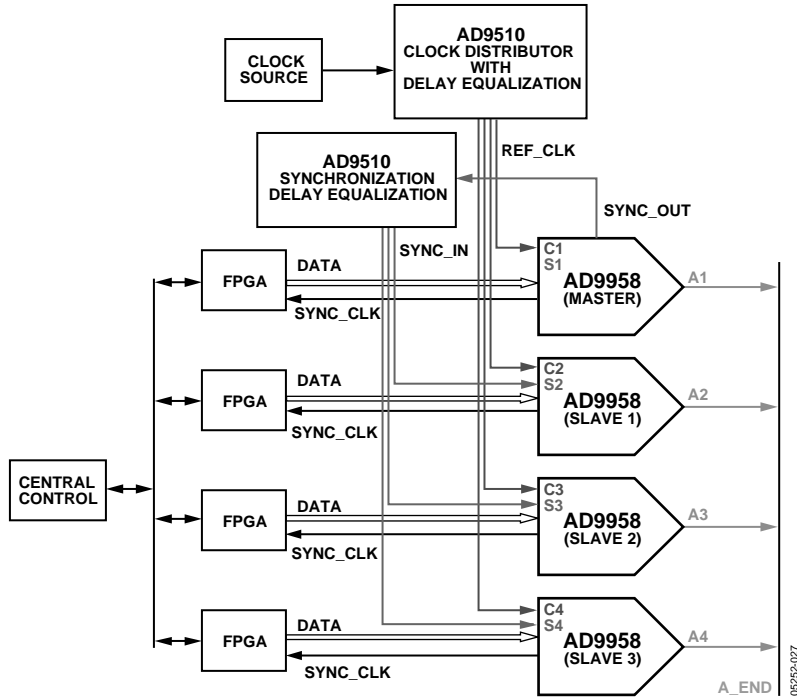 AD9510
CLOCK DISTRIBUTOR
WITH
DELAY EQUALIZATION
CLOCK
SOURCE
REF_CLK
AD9510
SYNCHRONIZATION
DELAY EQUALIZATION
SYNC_OUT
SYNC_IN
C1
S1
FPGA
DATA
SYNC_CLK
AD9958
(MASTER)
A1
C2
S2
FPGA
DATA
SYNC_CLK
AD9958
(SLAVE 1)
A2
CENTRAL
CONTROL
C3
S3
FPGA
DATA
SYNC_CLK
AD9958
(SLAVE 2)
A3
C4
S4
FPGA
DATA
SYNC_CLK
AD9958
(SLAVE 3)
A4
A_END
05252-027